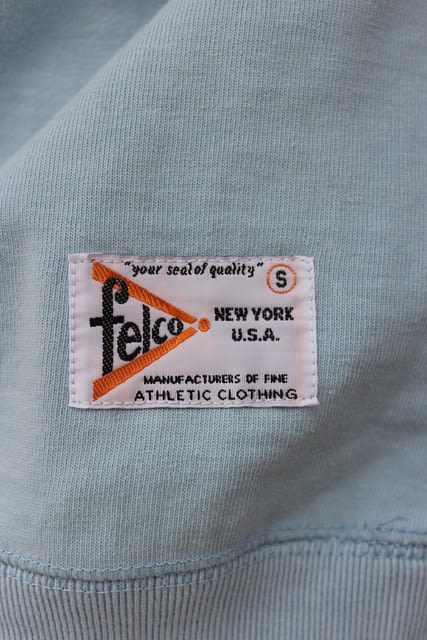 "your seal of quality"
S
felco
NEW YORK
U.S.A.
MANUFACTURERS OF FINE
ATHLETIC CLOTHING